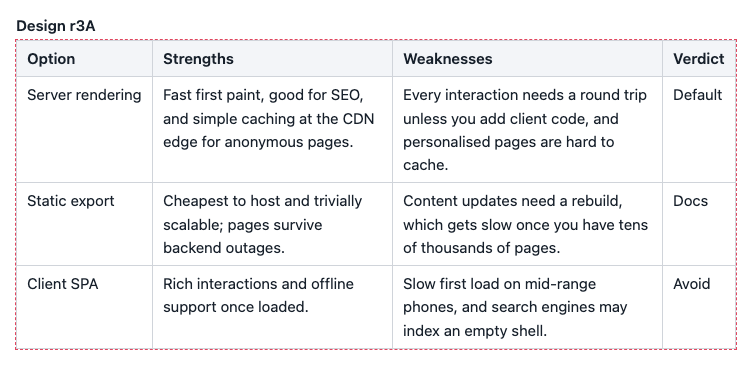 Design r3A
Option Strengths Weaknesses Verdict
Server rendering Fast first paint, good for SEO, Every interaction needs a round trip Default
and simple caching at the CDN unless you add client code, and
edge for anonymous pages. personalised pages are hard to
cache.
Static export Cheapest to host and trivially Content updates need a rebuild, Docs
scalable; pages survive which gets slow once you have tens
backend outages. of thousands of pages.
Client SPA Rich interactions and offline Slow first load on mid-range Avoid
support once loaded. phones, and search engines may
index an empty shell.